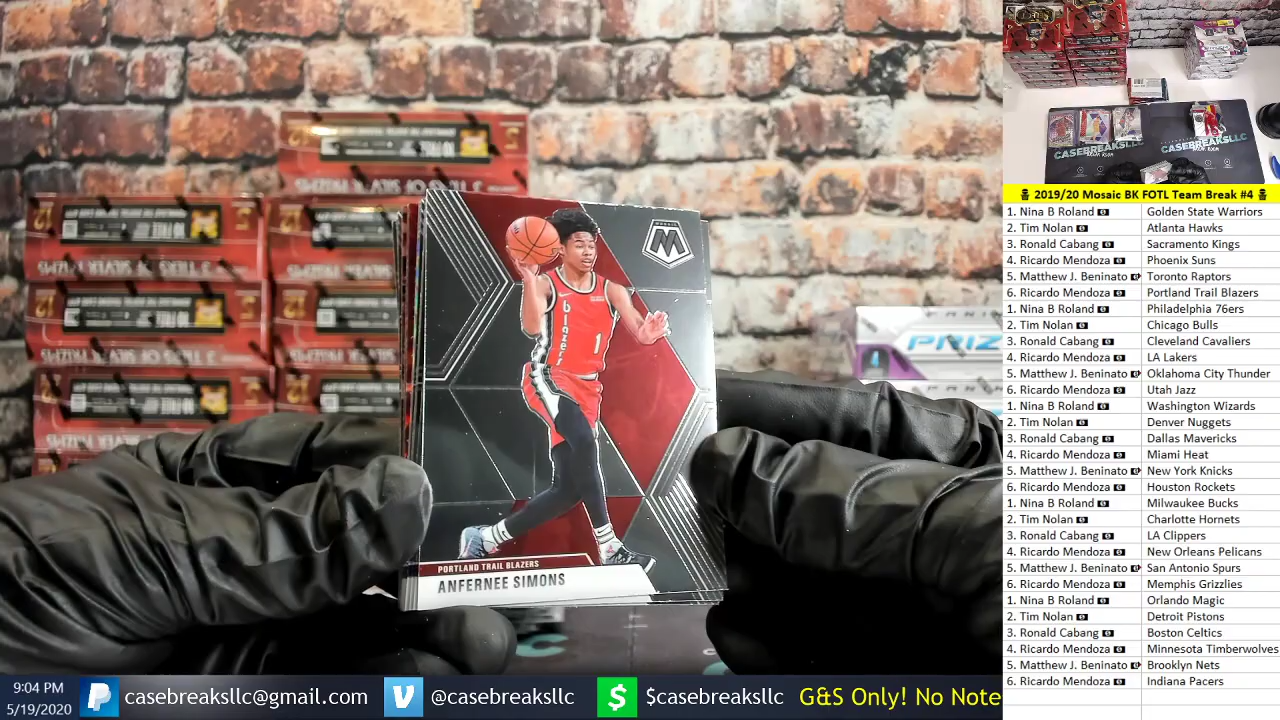 MOSAIC
blazers
1
PORTLAND TRAIL BLAZERS
ANFERNEE SIMONS
3 TIERS OF SILVER PRIZMS
PRIZ
CASEBREAKSLLC
CASEBREAKSLLC
2019/20 Mosaic BK FOTL Team Break #4
1. Nina B Roland Golden State Warriors
2. Tim Nolan Atlanta Hawks
3. Ronald Cabang Sacramento Kings
4. Ricardo Mendoza Phoenix Suns
5. Matthew J. Beninato Toronto Raptors
6. Ricardo Mendoza Portland Trail Blazers
1. Nina B Roland Philadelphia 76ers
2. Tim Nolan Chicago Bulls
3. Ronald Cabang Cleveland Cavaliers
4. Ricardo Mendoza LA Lakers
5. Matthew J. Beninato Oklahoma City Thunder
6. Ricardo Mendoza Utah Jazz
1. Nina B Roland Washington Wizards
2. Tim Nolan Denver Nuggets
3. Ronald Cabang Dallas Mavericks
4. Ricardo Mendoza Miami Heat
5. Matthew J. Beninato New York Knicks
6. Ricardo Mendoza Houston Rockets
1. Nina B Roland Milwaukee Bucks
2. Tim Nolan Charlotte Hornets
3. Ronald Cabang LA Clippers
4. Ricardo Mendoza New Orleans Pelicans
5. Matthew J. Beninato San Antonio Spurs
6. Ricardo Mendoza Memphis Grizzlies
1. Nina B Roland Orlando Magic
2. Tim Nolan Detroit Pistons
3. Ronald Cabang Boston Celtics
4. Ricardo Mendoza Minnesota Timberwolves
5. Matthew J. Beninato Brooklyn Nets
6. Ricardo Mendoza Indiana Pacers
9:04 PM
5/19/2020
casebreaksllc@gmail.com @casebreaksllc $casebreaksllc G&S Only! No Note